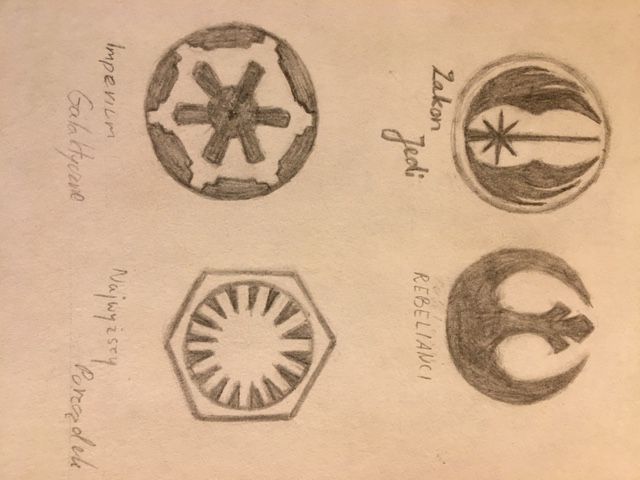 Zakon
Jedi
REBELIANCI
Imperium
Galaktyczne
Najwyższy
Porządek